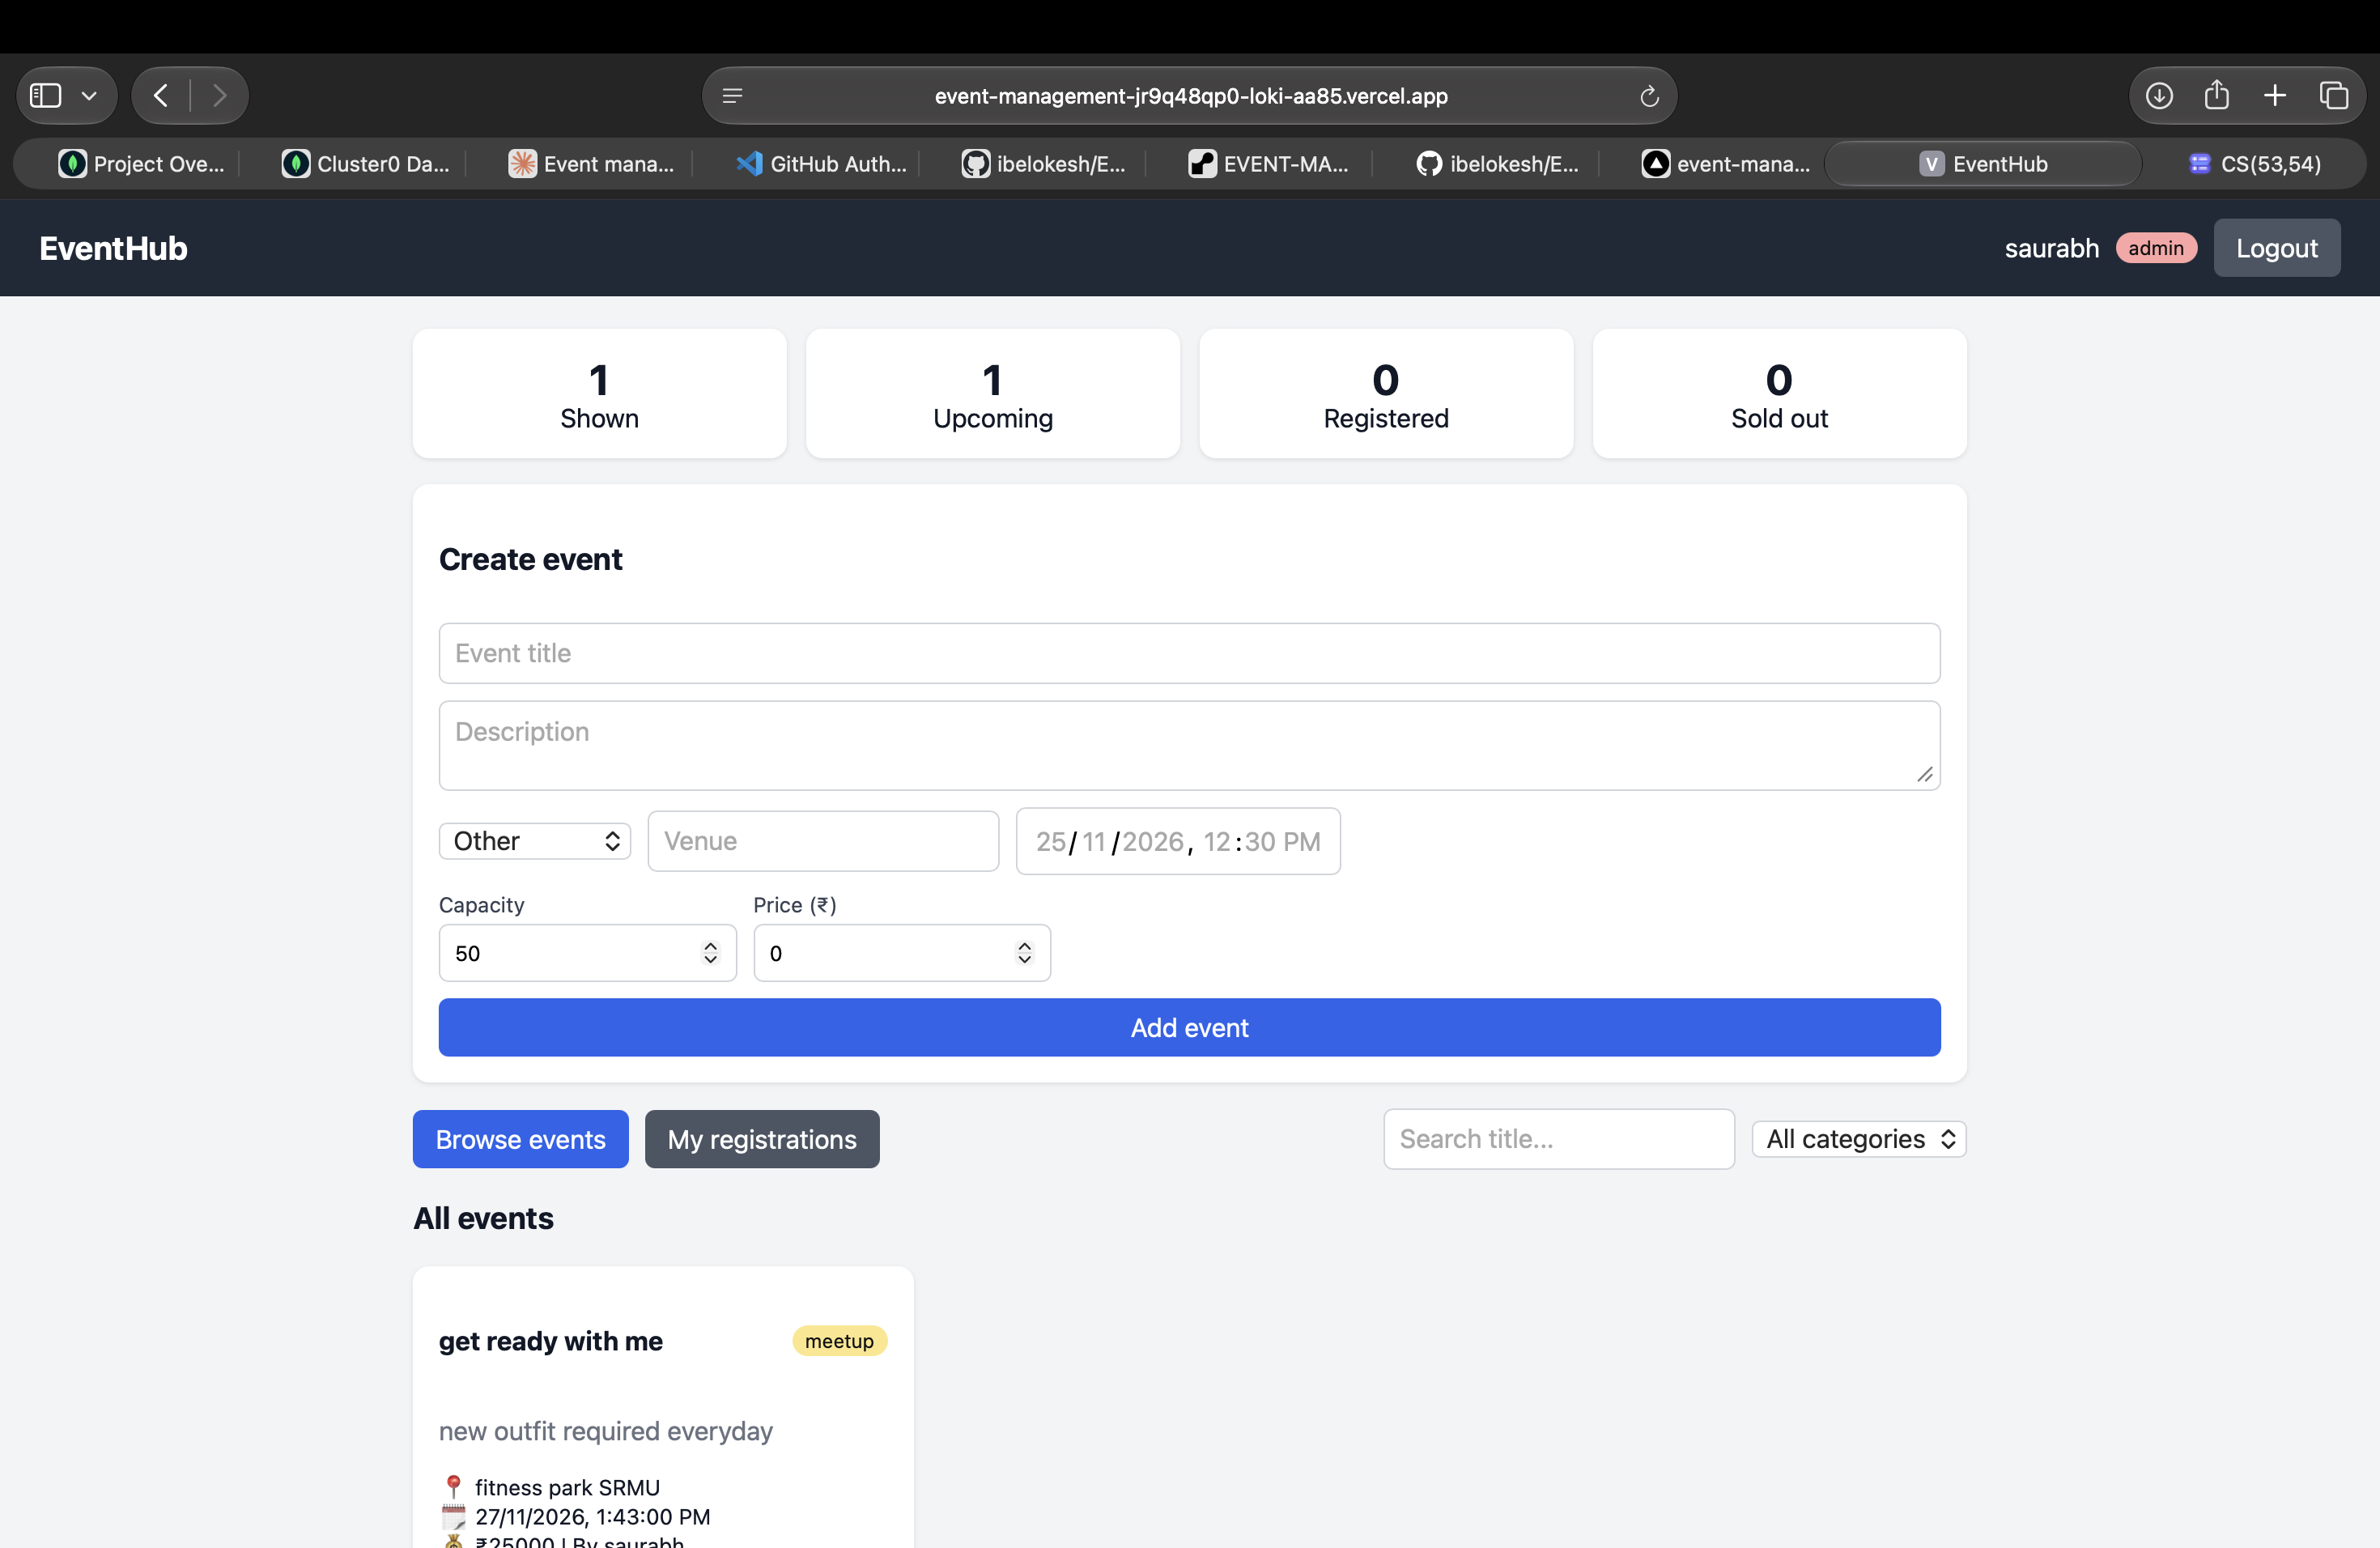 event-management-jr9q48qp0-loki-aa85.vercel.app
Project Ove...
Cluster0 Da...
Event mana...
GitHub Auth...
ibelokesh/E...
EVENT-MA...
ibelokesh/E...
event-mana...
V EventHub
CS(53,54)
EventHub
saurabh admin Logout
1
Shown
1
Upcoming
0
Registered
0
Sold out
Create event
Event title
Description
Other
Venue
25/11/2026, 12:30 PM
Capacity
Price (₹)
50
0
Add event
Browse events
My registrations
Search title...
All categories
All events
get ready with me
meetup
new outfit required everyday
fitness park SRMU
27/11/2026, 1:43:00 PM
₹25000 | By saurabh